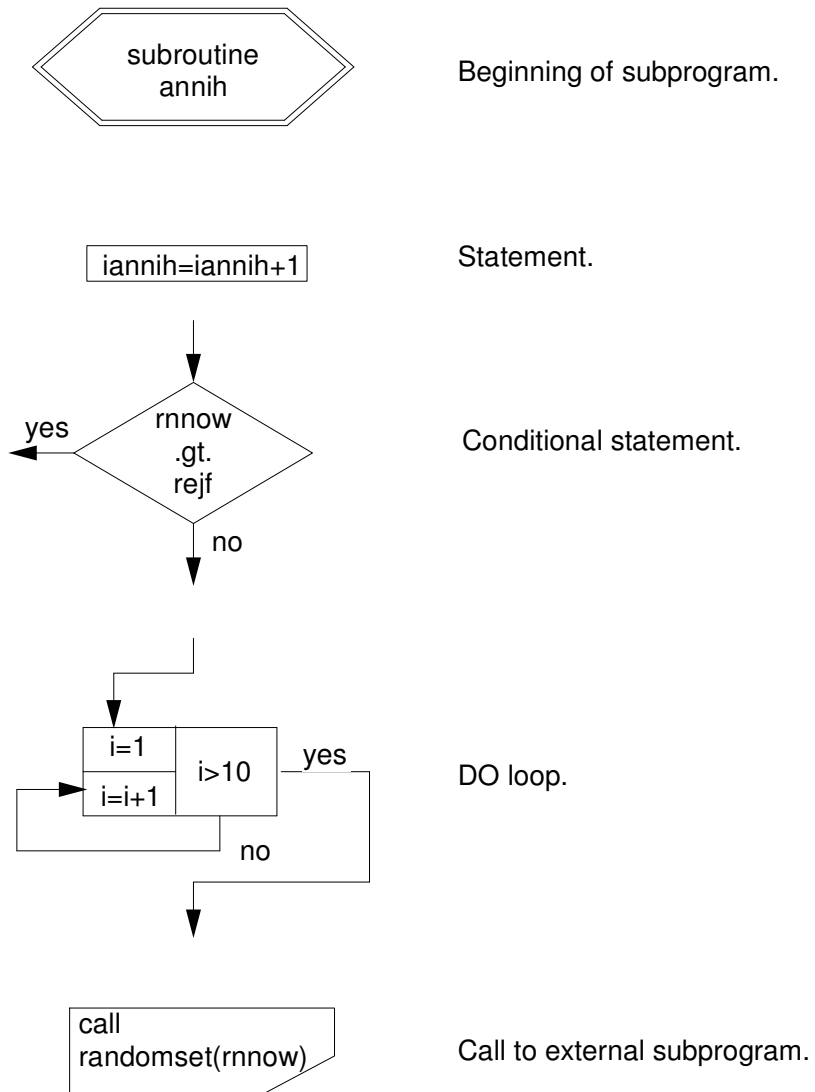 subroutine
annih
Beginning of subprogram.
iannih=iannih+1
Statement.
yes
rnnow
.gt.
rejf
no
Conditional statement.
i=1
i=i+1
i>10
yes
no
DO loop.
call
randomset(rnnow)
Call to external subprogram.